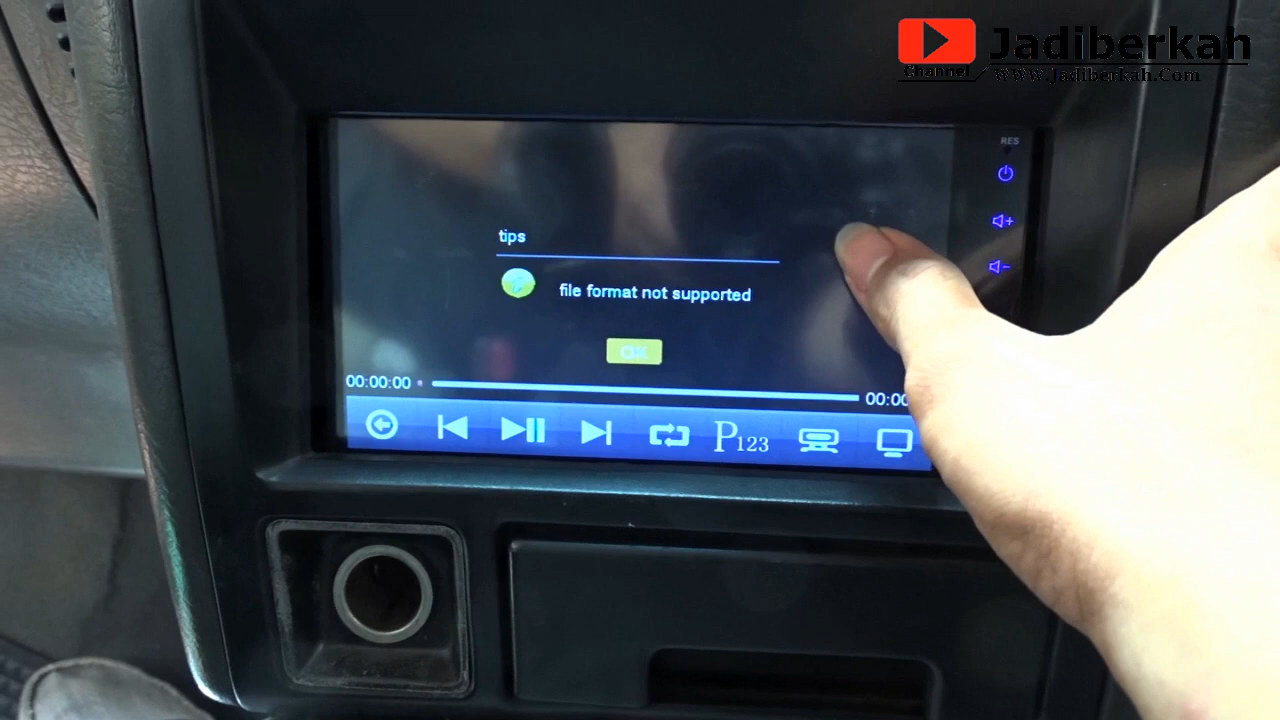 Jadiberkah
Channel
www.Jadiberkah.Com
RES
tips
file format not supported
OK
00:00:00
00:00
P123